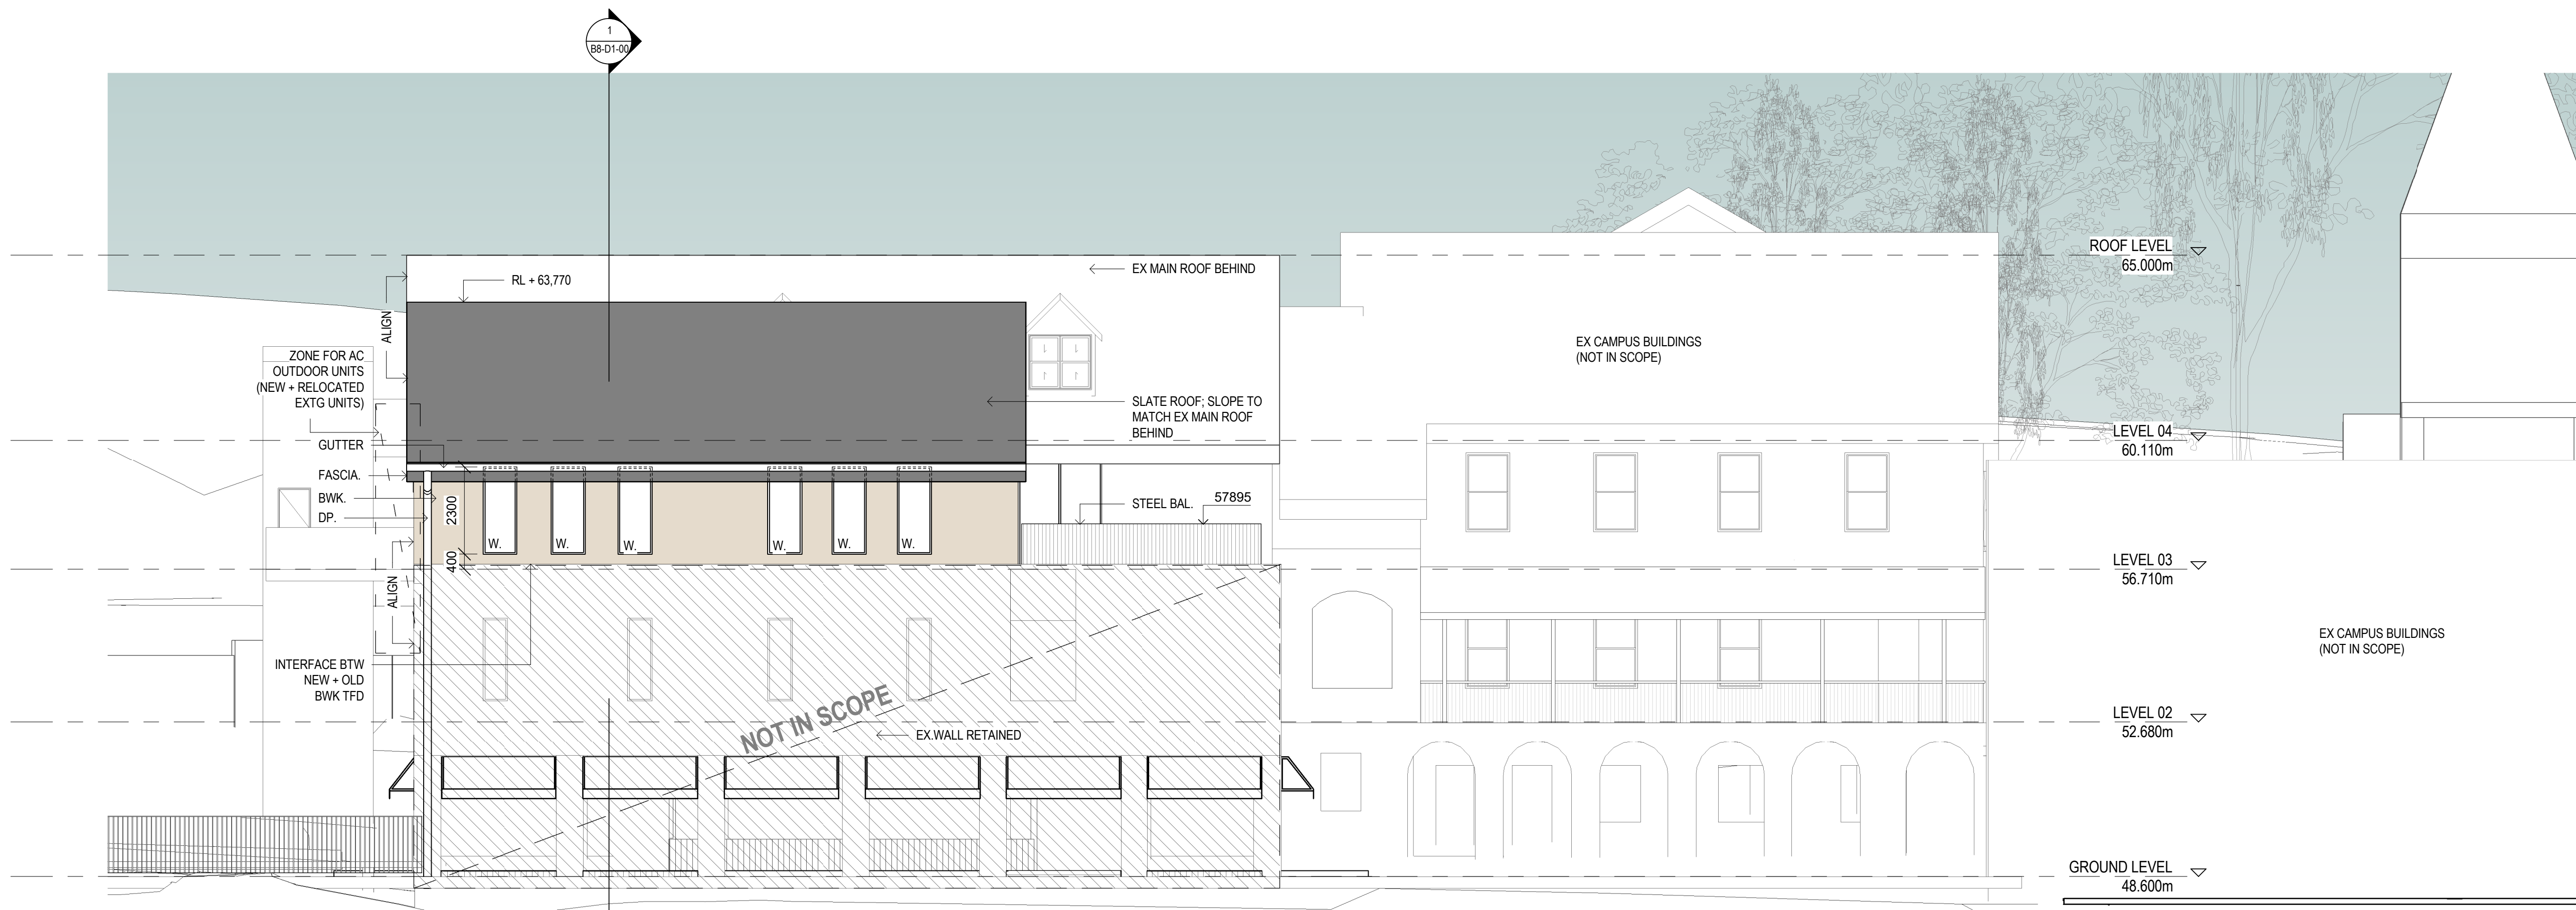 1
B8-D1-00
ROOF LEVEL
65.000m
EX MAIN ROOF BEHIND
RL + 63,770
ALIGN
EX CAMPUS BUILDINGS
(NOT IN SCOPE)
ZONE FOR AC
OUTDOOR UNITS
(NEW + RELOCATED
EXTG UNITS)
SLATE ROOF; SLOPE TO
MATCH EX MAIN ROOF
BEHIND
GUTTER
LEVEL 04
60.110m
FASCIA.
BWK.
DP.
2300
400
W.
W.
W.
W.
W.
W.
STEEL BAL.
57895
LEVEL 03
56.710m
ALIGN
EX CAMPUS BUILDINGS
(NOT IN SCOPE)
INTERFACE BTW
NEW + OLD
BWK TFD
NOT IN SCOPE
EX.WALL RETAINED
LEVEL 02
52.680m
GROUND LEVEL
48.600m